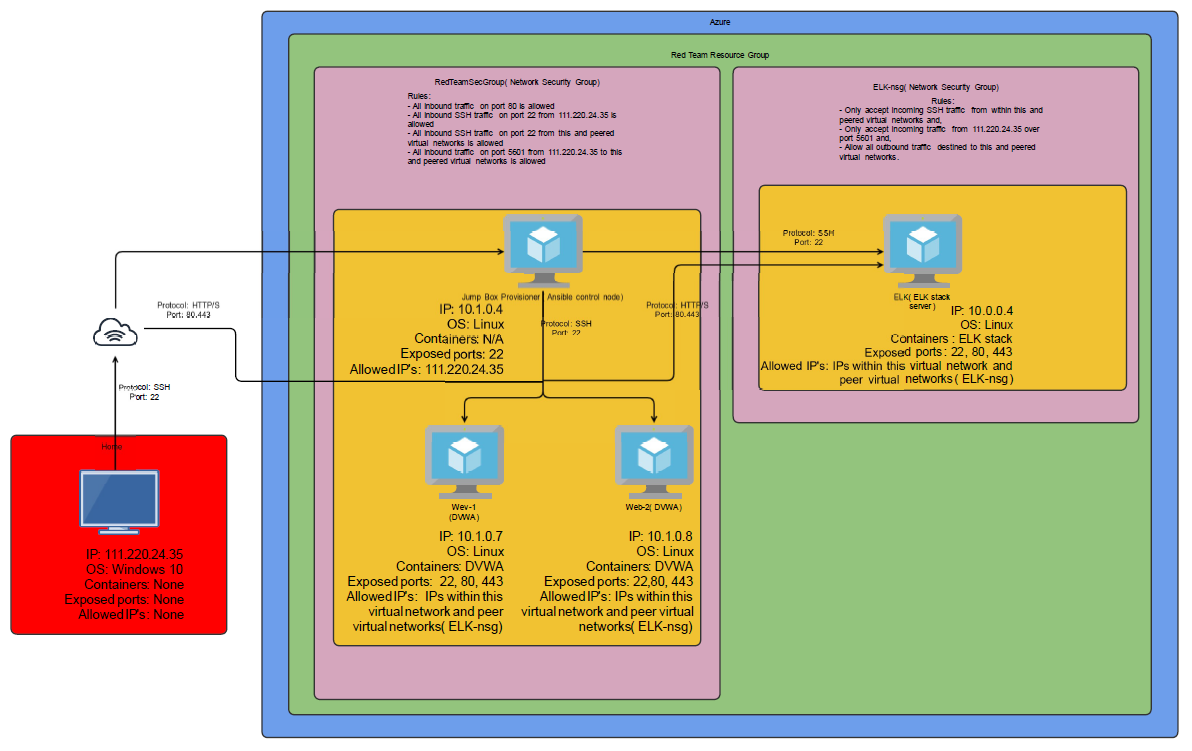 Azure
Red Team Resource Group
RedTeamSecGroup( Network Security Group)
Rules:
- All inbound traffic on port 80 is allowed
- All Inbound SSH traffic on port 22 from 111.220.24.35 is
allowed
- All inbound SSH traffic on port 22 from this and peered
virtual networks is allowed
- All Inbound traffic on port 5601 from 111.220.24.35 to this
and peered virtual networks is allowed
ELK-nsg( Network Security Group)
Rules:
- Only accept incoming SSH traffic from within this and
peered virtual networks and,
- Only accept incoming traffic from 111.220.24.35 over
port 5601 and,
- Allow all outbound traffic destined to this and peered
virtual networks.
Protocol: SSH
Port: 22
Jump Box Provisioner( Ansible control node)
IP: 10.1.0.4
OS: Linux
Containers: N/A
Exposed ports: 22
Allowed IP's: 111.220.24.35
Protocol: SSH
Port: 22
Protocol: HTTP/S
Port: 80,443
ELK( ELK stack
server)
IP: 10.0.0.4
OS: Linux
Containers : ELK stack
Exposed ports: 22, 80, 443
Allowed IP's: IPs within this virtual network and
peer virtual networks( ELK-nsg)
Protocol: HTTP/S
Port: 80,443
Protocol: SSH
Port: 22
Home
IP: 111.220.24.35
OS: Windows 10
Containers: None
Exposed ports: None
Allowed IP's: None
Wev-1
(DVWA)
IP: 10.1.0.7
OS: Linux
Containers: DVWA
Exposed ports: 22, 80, 443
Allowed IP's: IPs within this
virtual network and peer
virtual networks( ELK-nsg)
Web-2( DVWA)
IP: 10.1.0.8
OS: Linux
Containers: DVWA
Exposed ports: 22,80, 443
Allowed IP's: IPs within this
virtual network and peer virtual
networks( ELK-nsg)